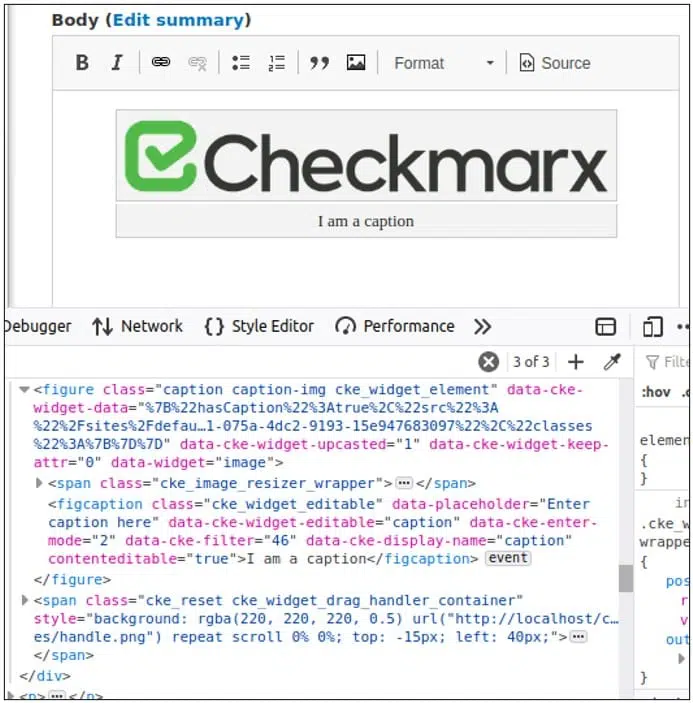 Body (Edit summary)
B I Format Source
Checkmarx
I am a caption
Debugger Network {} Style Editor Performance
3 of 3 + Filte
<figure class="caption caption-img cke_widget_element" data-cke-
widget-data="%7B%22hasCaption%22%3Atrue%2C%22src%22%3A
%22%2Fsites%2Fdefau…1-075a-4dc2-9193-15e947683097%22%2C%22classes
%22%3A%7B%7D%7D" data-cke-widget-upcasted="1" data-cke-widget-keep-
attr="0" data-widget="image">
<span class="cke_image_resizer_wrapper"></span>
<figcaption class="cke_widget_editable" data-placeholder="Enter
caption here" data-cke-widget-editable="caption" data-cke-enter-
mode="2" data-cke-filter="46" data-cke-display-name="caption"
contenteditable="true">I am a caption</figcaption> event
</figure>
<span class="cke_reset cke_widget_drag_handler_container"
style="background: rgba(220, 220, 220, 0.5) url("http://localhost/c…
es/handle.png") repeat scroll 0% 0%; top: -15px; left: 40px;">
</span>
</div>
<p></p>
:hov .c
elemen
{
}
in
.cke_w
wrappe
{
pos
r
v
out
}